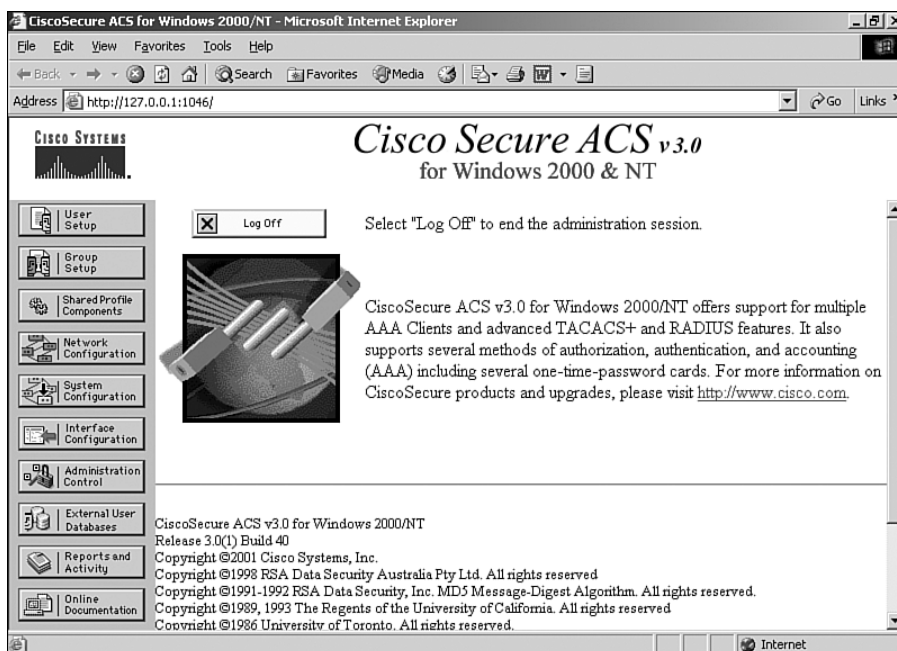 CiscoSecure ACS for Windows 2000/NT - Microsoft Internet Explorer
File Edit View Favorites Tools Help
Back Search Favorites Media
Address http://127.0.0.1:1046/ Go Links »
CISCO SYSTEMS
Cisco Secure ACS v3.0
for Windows 2000 & NT
User
Setup
Group
Setup
Shared Profile
Components
Network
Configuration
System
Configuration
Interface
Configuration
Administration
Control
External User
Databases
Reports and
Activity
Online
Documentation
Log Off
Select "Log Off" to end the administration session.
CiscoSecure ACS v3.0 for Windows 2000/NT offers support for multiple
AAA Clients and advanced TACACS+ and RADIUS features. It also
supports several methods of authorization, authentication, and accounting
(AAA) including several one-time-password cards. For more information on
CiscoSecure products and upgrades, please visit http://www.cisco.com.
CiscoSecure ACS v3.0 for Windows 2000/NT
Release 3.0(1) Build 40
Copyright ©2001 Cisco Systems, Inc.
Copyright ©1998 RSA Data Security Australia Pty Ltd. All rights reserved
Copyright ©1991-1992 RSA Data Security, Inc. MD5 Message-Digest Algorithm. All rights reserved.
Copyright ©1989, 1993 The Regents of the University of California. All rights reserved
Copyright ©1986 University of Toronto. All rights reserved.
Internet